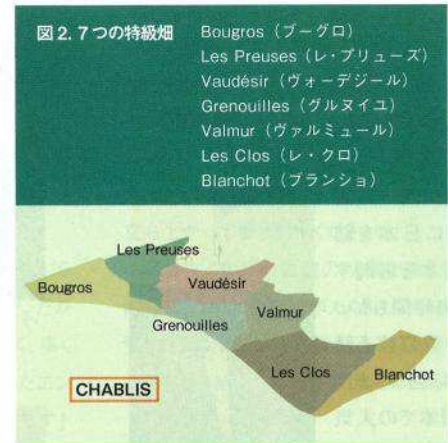 図2. 7つの特級畑
Bougros（ブーグロ）
Les Preuses（レ・プリューズ）
Vaudésir（ヴォーデジール）
Grenouilles（グルヌイユ）
Valmur（ヴァルミュール）
Les Clos（レ・クロ）
Blanchot（ブランショ）
Les Preuses
Bougros
Vaudésir
Grenouilles
Valmur
Les Clos
Blanchot
CHABLIS